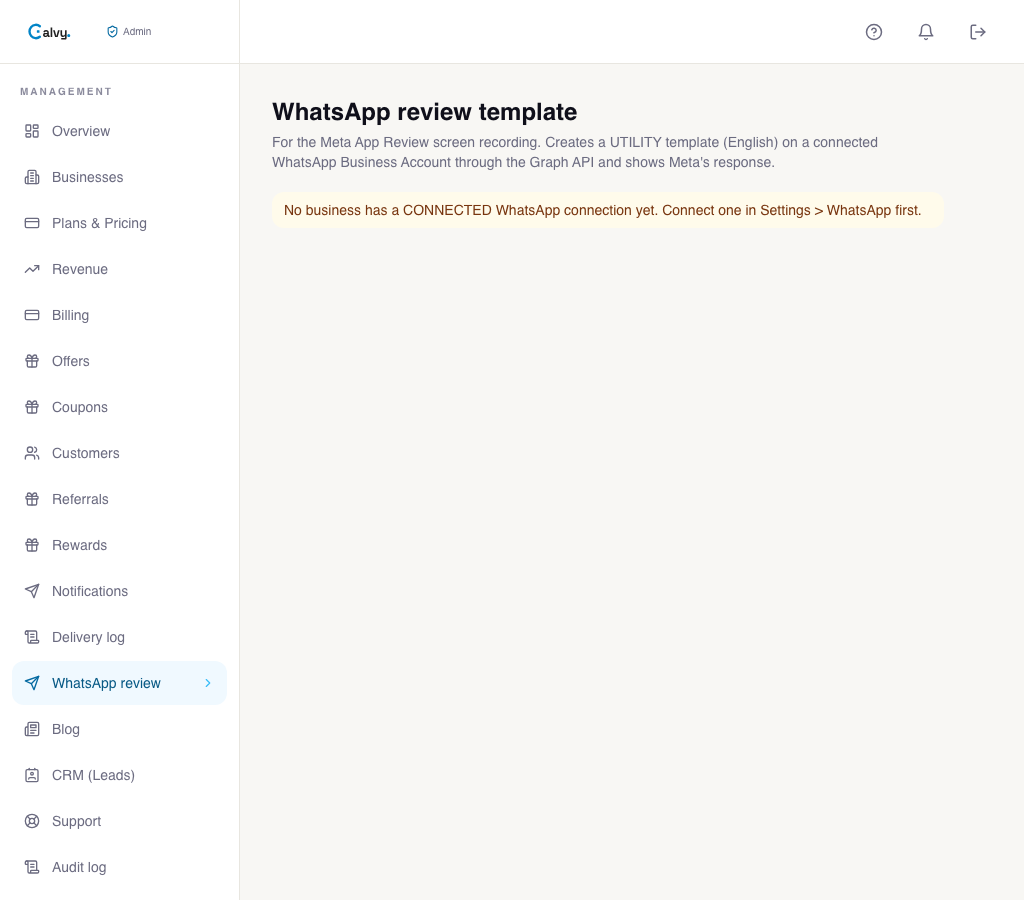 Calvy.
Admin
MANAGEMENT
Overview
Businesses
Plans & Pricing
Revenue
Billing
Offers
Coupons
Customers
Referrals
Rewards
Notifications
Delivery log
WhatsApp review
Blog
CRM (Leads)
Support
Audit log
WhatsApp review template
For the Meta App Review screen recording. Creates a UTILITY template (English) on a connected
WhatsApp Business Account through the Graph API and shows Meta's response.
No business has a CONNECTED WhatsApp connection yet. Connect one in Settings > WhatsApp first.